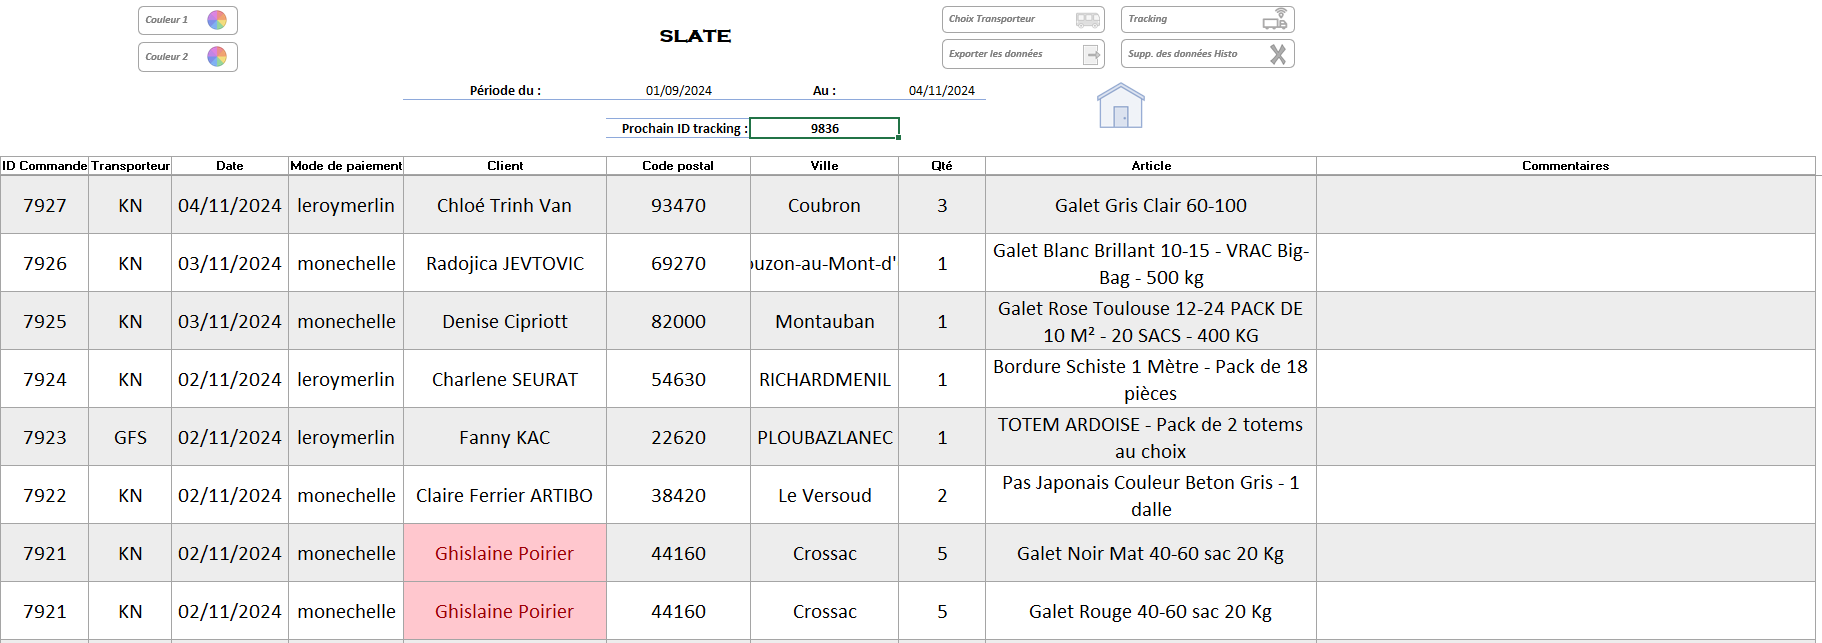 Couleur 1
Couleur 2
SLATE
Choix Transporteur
Tracking
Exporter les données
Supp. des données Histo
Période du : 01/09/2024 Au : 04/11/2024
Prochain ID tracking : 9836
ID Commande Transporteur Date Mode de paiement Client Code postal Ville Qté Article Commentaires
7927 KN 04/11/2024 leroymerlin Chloé Trinh Van 93470 Coubron 3 Galet Gris Clair 60-100
7926 KN 03/11/2024 monechelle Radojica JEVTOVIC 69270 ouzon-au-Mont-d' 1 Galet Blanc Brillant 10-15 - VRAC Big-
Bag - 500 kg
7925 KN 03/11/2024 monechelle Denise Cipriott 82000 Montauban 1 Galet Rose Toulouse 12-24 PACK DE
10 M² - 20 SACS - 400 KG
7924 KN 02/11/2024 leroymerlin Charlene SEURAT 54630 RICHARDMENIL 1 Bordure Schiste 1 Mètre - Pack de 18
pièces
7923 GFS 02/11/2024 leroymerlin Fanny KAC 22620 PLOUBAZLANEC 1 TOTEM ARDOISE - Pack de 2 totems
au choix
7922 KN 02/11/2024 monechelle Claire Ferrier ARTIBO 38420 Le Versoud 2 Pas Japonais Couleur Beton Gris - 1
dalle
7921 KN 02/11/2024 monechelle Ghislaine Poirier 44160 Crossac 5 Galet Noir Mat 40-60 sac 20 Kg
7921 KN 02/11/2024 monechelle Ghislaine Poirier 44160 Crossac 5 Galet Rouge 40-60 sac 20 Kg